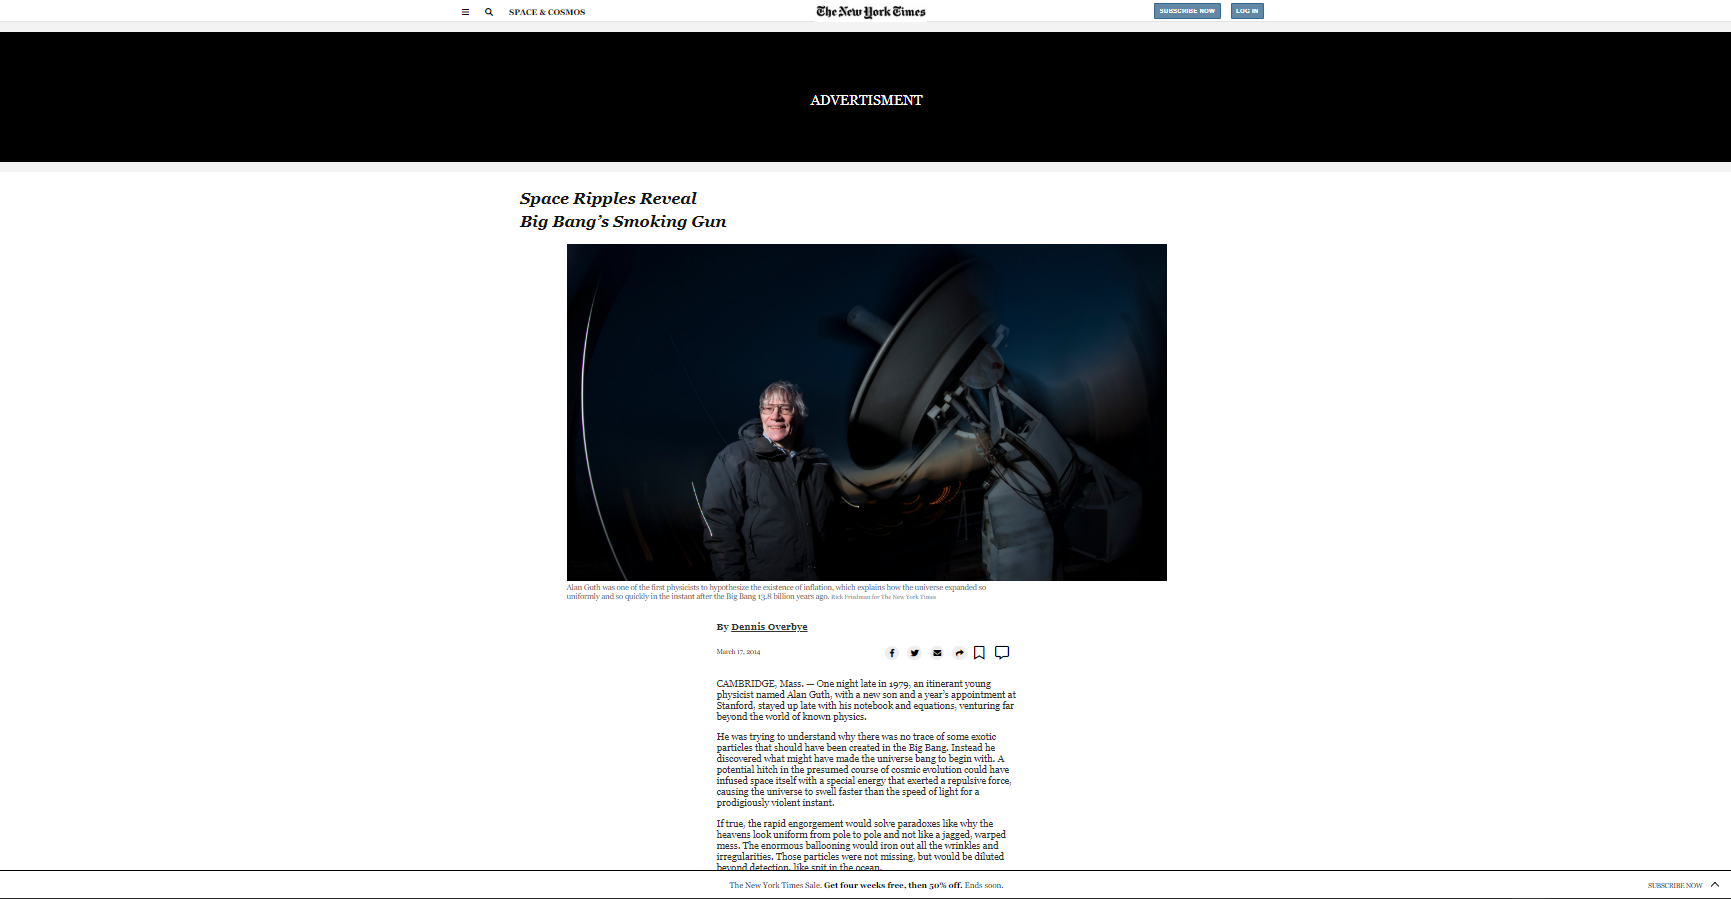 SPACE & COSMOS
The New York Times
SUBSCRIBE NOW
LOG IN
ADVERTISMENT
Space Ripples Reveal
Big Bang's Smoking Gun
Alan Guth was one of the first physicists to hypothesize the existence of inflation, which explains how the universe expanded so
uniformly and so quickly in the instant after the Big Bang 13.8 billion years ago. Rick Friedman for The New York Times
By Dennis Overbye
March 17, 2014
CAMBRIDGE, Mass. — One night late in 1979, an itinerant young
physicist named Alan Guth, with a new son and a year's appointment at
Stanford, stayed up late with his notebook and equations, venturing far
beyond the world of known physics.
He was trying to understand why there was no trace of some exotic
particles that should have been created in the Big Bang. Instead he
discovered what might have made the universe bang to begin with. A
potential hitch in the presumed course of cosmic evolution could have
infused space itself with a special energy that exerted a repulsive force,
causing the universe to swell faster than the speed of light for a
prodigiously violent instant.
If true, the rapid engorgement would solve paradoxes like why the
heavens look uniform from pole to pole and not like a jagged, warped
mess. The enormous ballooning would iron out all the wrinkles and
irregularities. Those particles were not missing, but would be diluted
beyond detection, like spit in the ocean.
The New York Times Sale. Get four weeks free, then 50% off. Ends soon.
SUBSCRIBE NOW